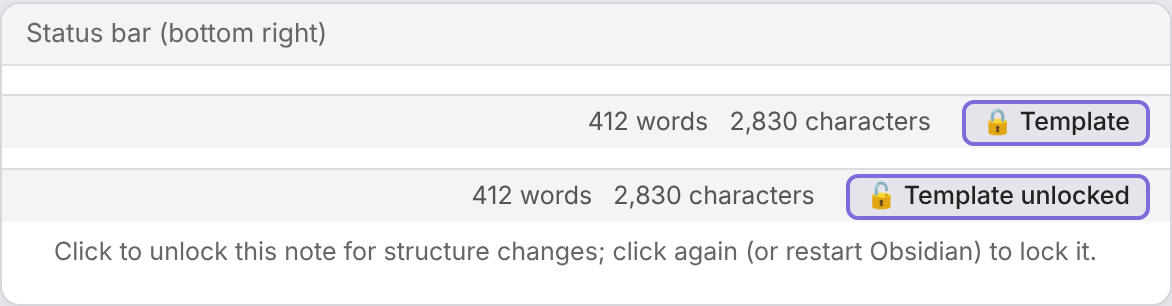 Status bar (bottom right)
412 words 2,830 characters 🔒 Template
412 words 2,830 characters 🔓 Template unlocked
Click to unlock this note for structure changes; click again (or restart Obsidian) to lock it.